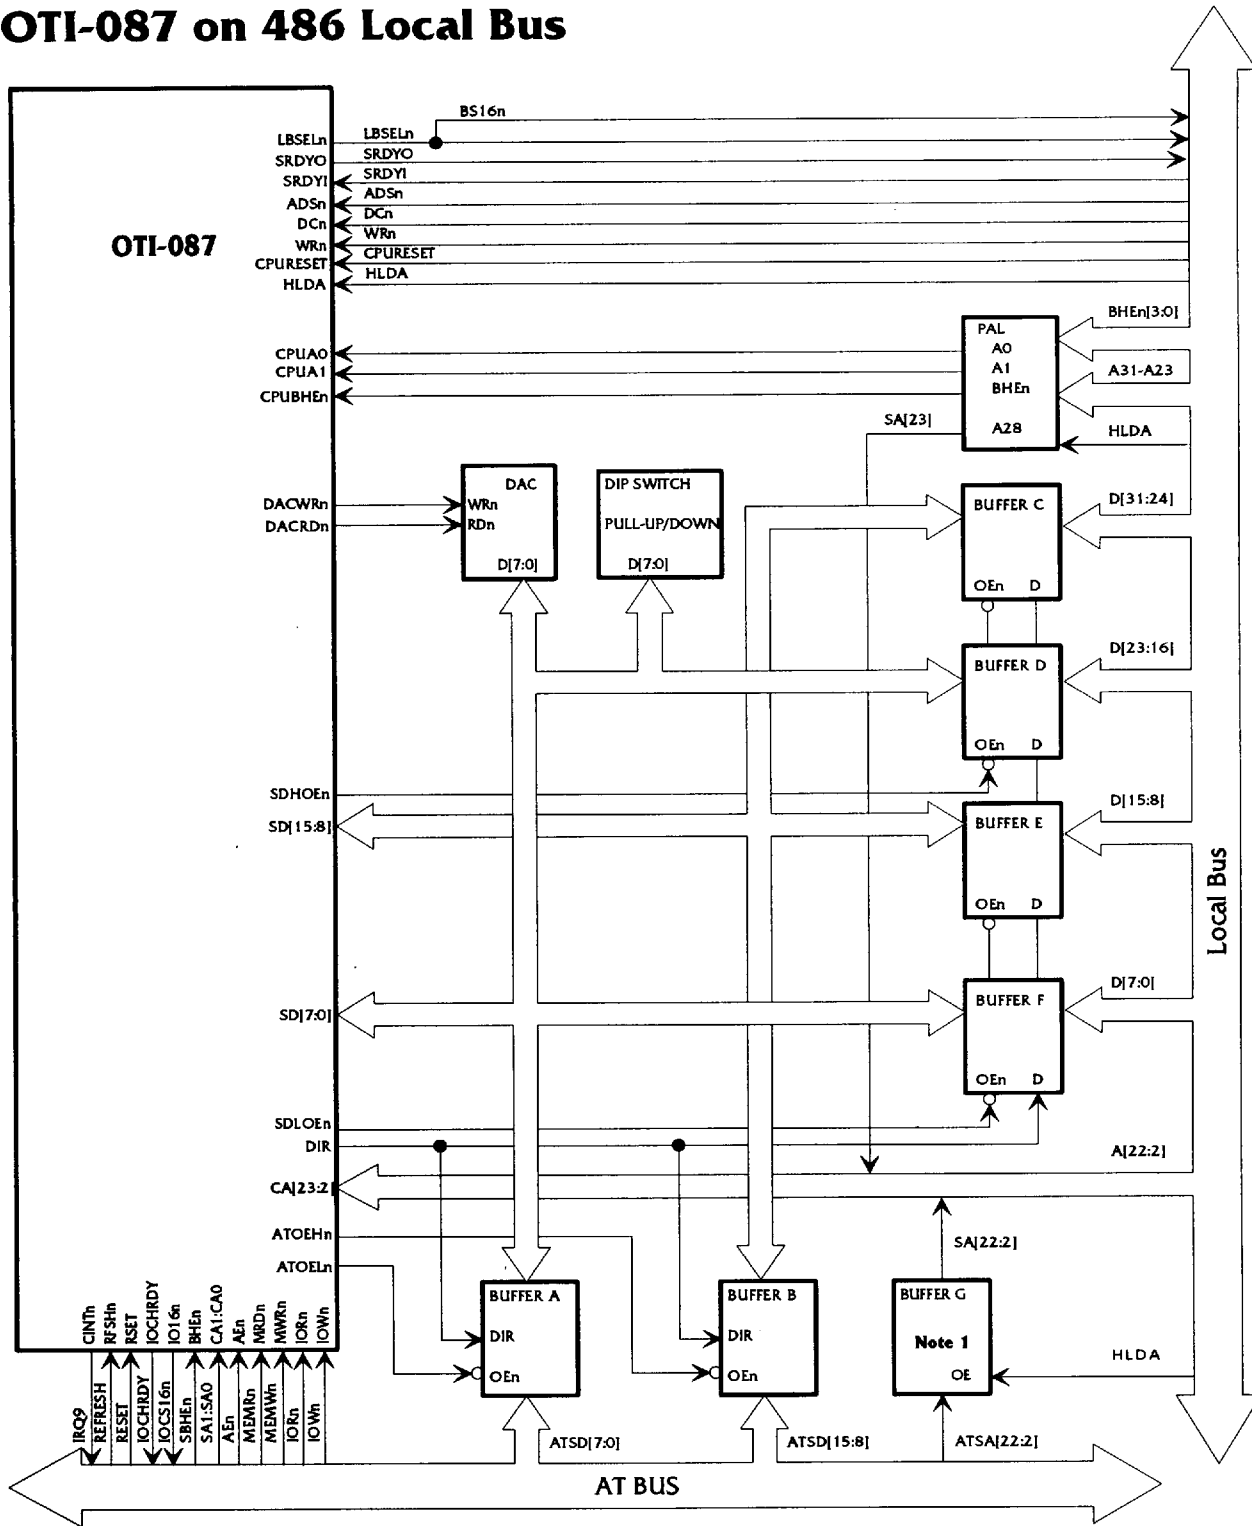 OTI-087 on 486 Local Bus
OTI-087
LBSELn
SRDYO
SRDYI
ADSn
DCn
WRn
CPURESET
HLDA
BS16n
LBSELn
SRDYO
SRDYI
ADSn
DCn
WRn
CPURESET
HLDA
CPUA0
CPUA1
CPUBHEn
PAL
A0
A1
BHEn
A28
BHEn[3:0]
A31-A23
HLDA
SA[23]
DACWRn
DACRDn
DAC
WRn
RDn
D[7:0]
DIP SWITCH
PULL-UP/DOWN
D[7:0]
BUFFER C
OEn D
D[31:24]
BUFFER D
OEn D
D[23:16]
SDHOEn
SD[15:8]
BUFFER E
OEn D
D[15:8]
Local Bus
SD[7:0]
BUFFER F
OEn D
D[7:0]
SDLOEn
DIR
CA[23:2]
A[22:2]
ATOEHn
ATOELn
SA[22:2]
BUFFER A
DIR
OEn
BUFFER B
DIR
OEn
BUFFER G
Note 1
OE
HLDA
CINTn
RFSHn
RSET
IOCHRDY
IO16n
BHEn
CA1:CA0
AEn
MRDn
MWRn
IORn
IOWn
IRQ9
REFRESH
RESET
IOCHRDY
IOCS16n
SBHEn
SA1:SA0
AEn
MEMRn
MEMWn
IORn
IOWn
ATSD[7:0]
ATSD[15:8]
ATSA[22:2]
AT BUS